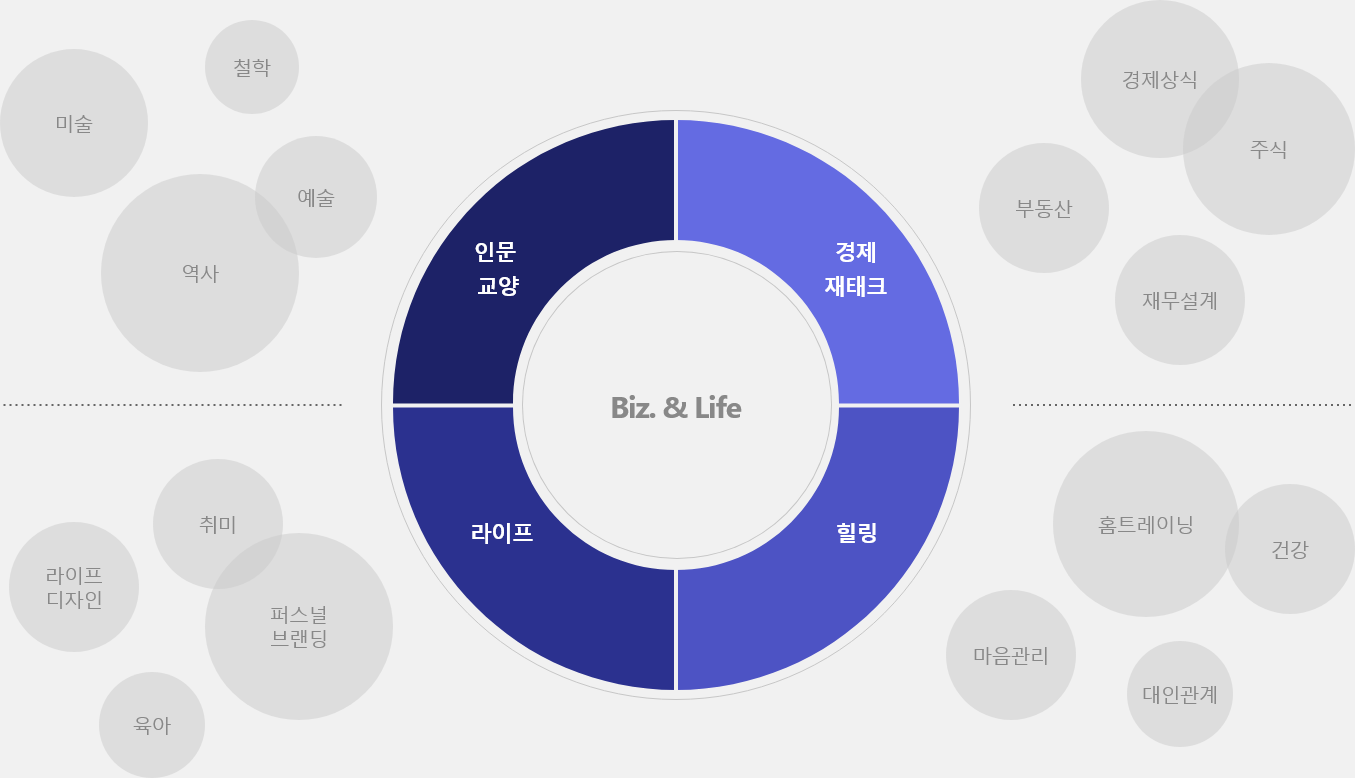 철학
미술
예술
역사
경제상식
주식
부동산
재무설계
인문
교양
경제
재태크
Biz. & Life
라이프
힐링
취미
라이프
디자인
퍼스널
브랜딩
육아
홈트레이닝
건강
마음관리
대인관계